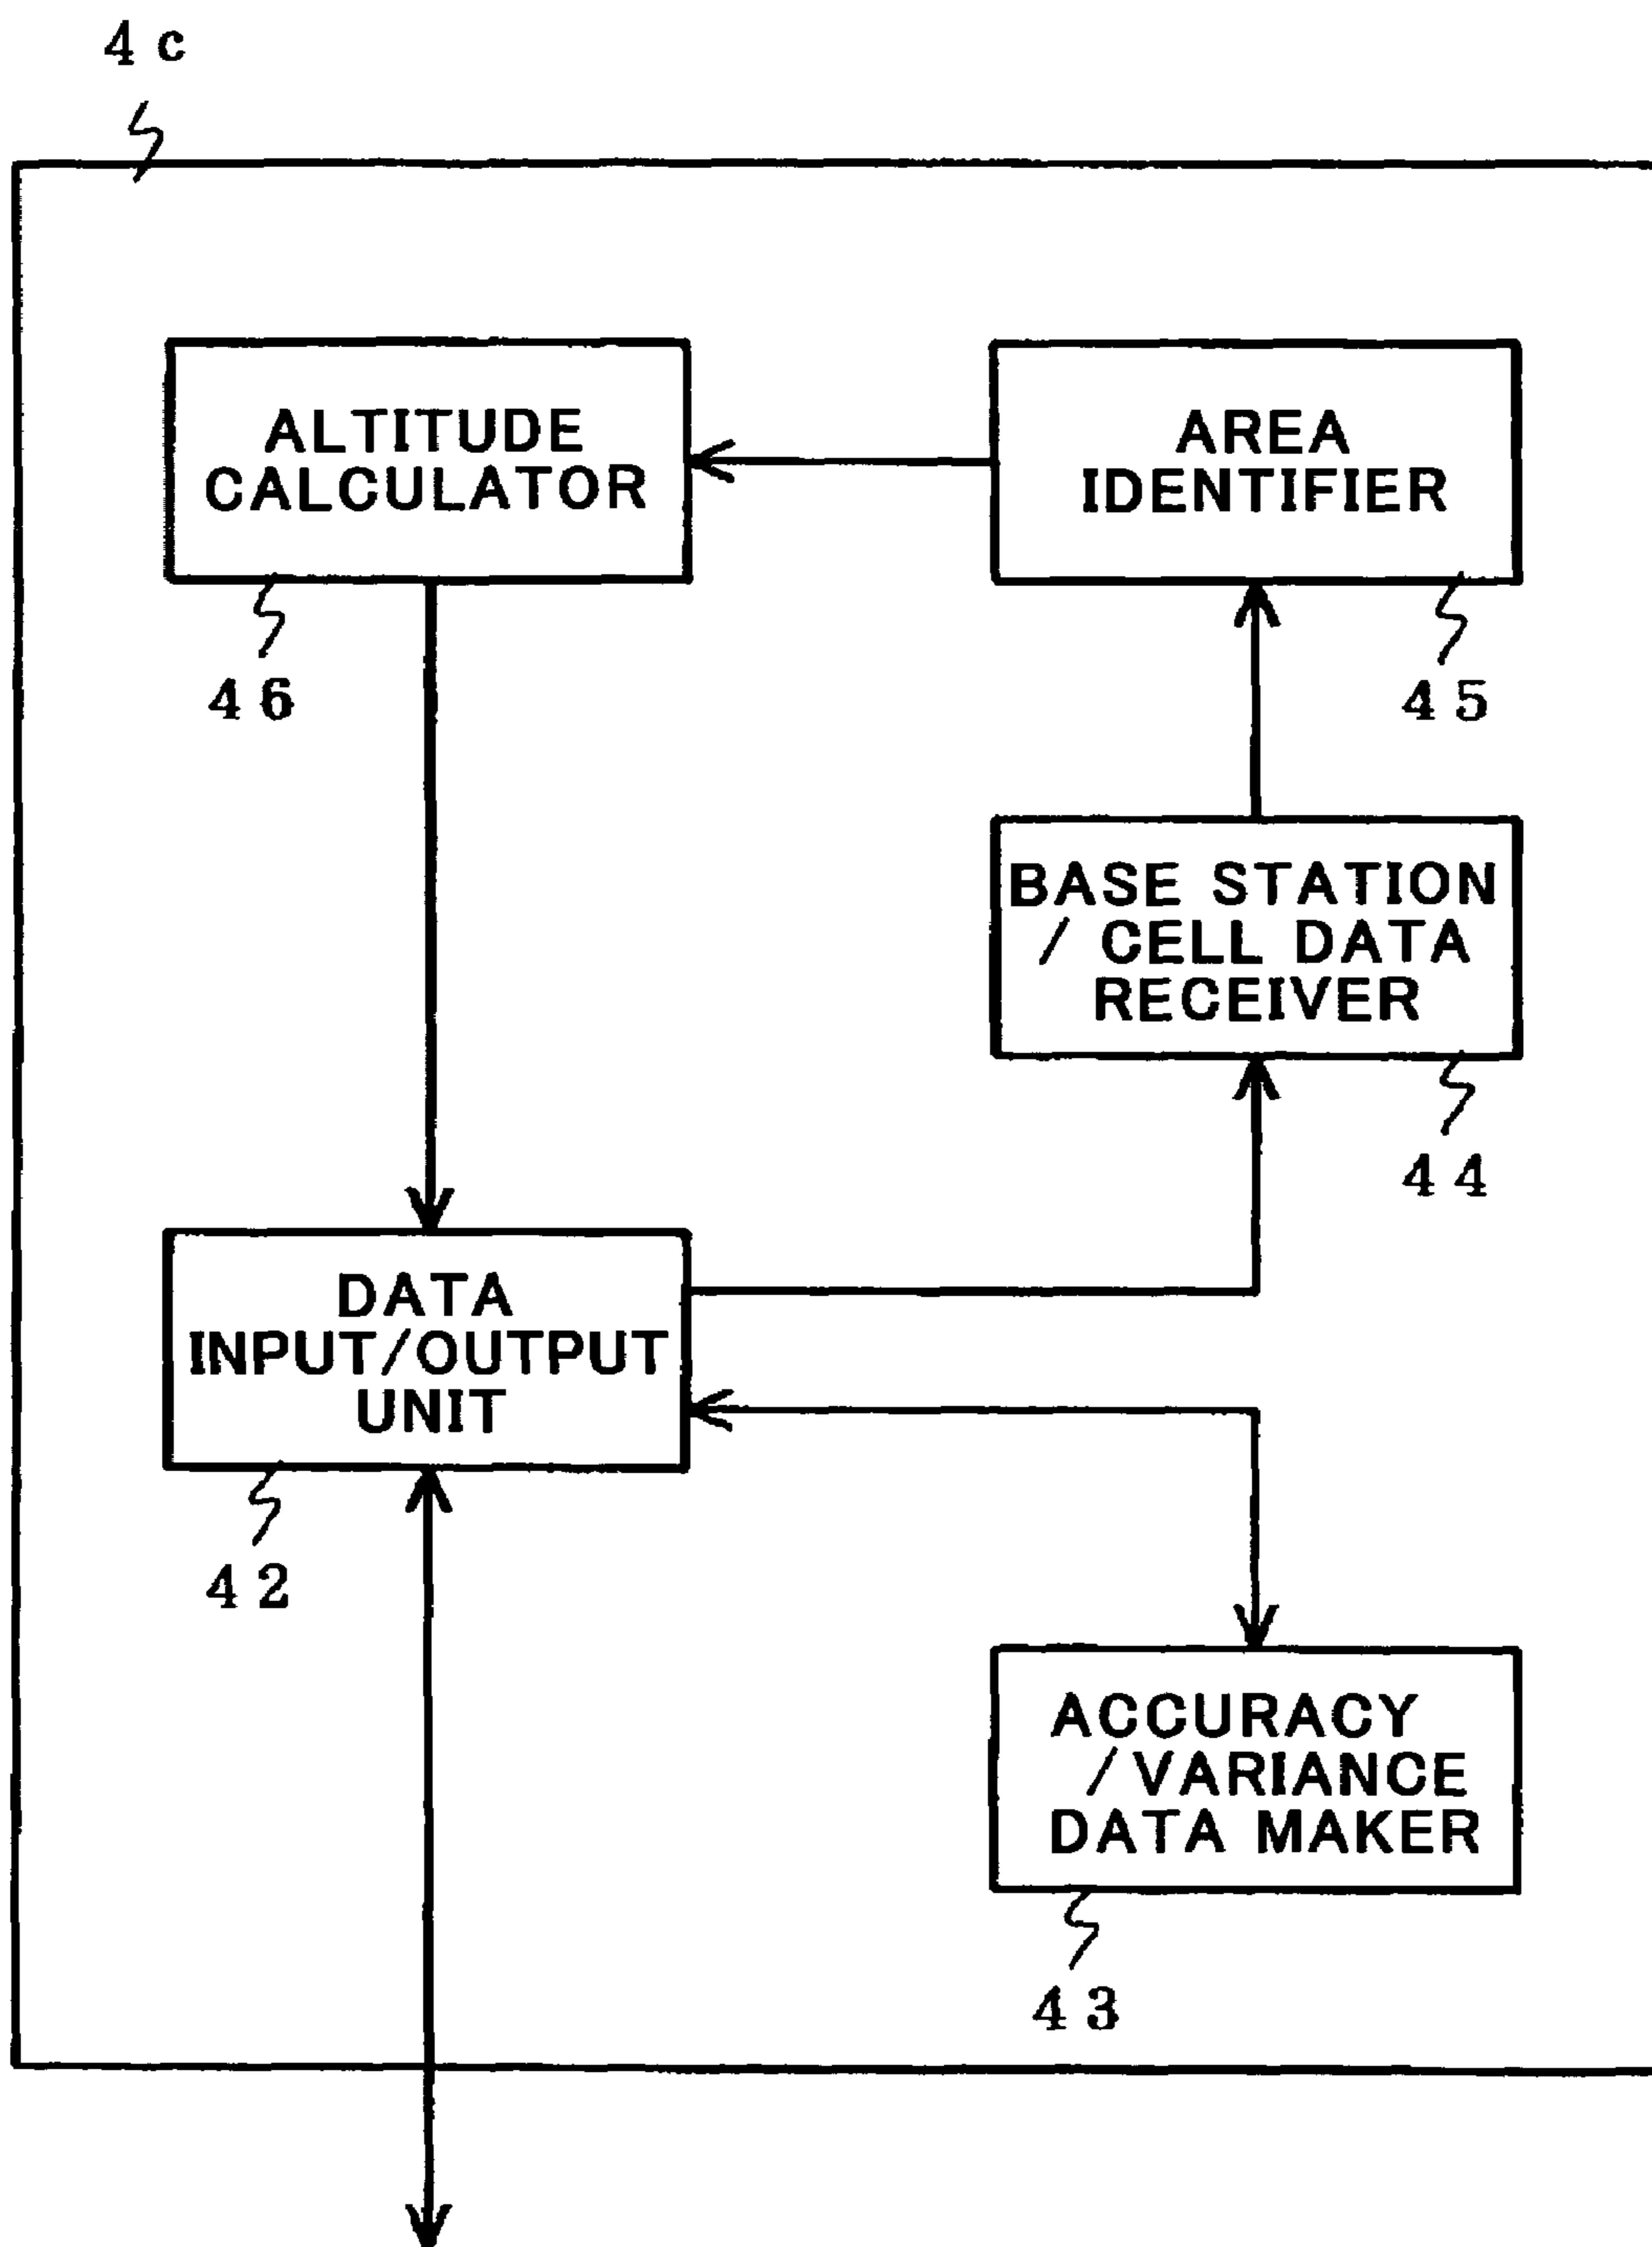 4c
ALTITUDE
CALCULATOR
46
AREA
IDENTIFIER
45
BASE STATION
/ CELL DATA
RECEIVER
44
DATA
INPUT/OUTPUT
UNIT
42
ACCURACY
/VARIANCE
DATA MAKER
43